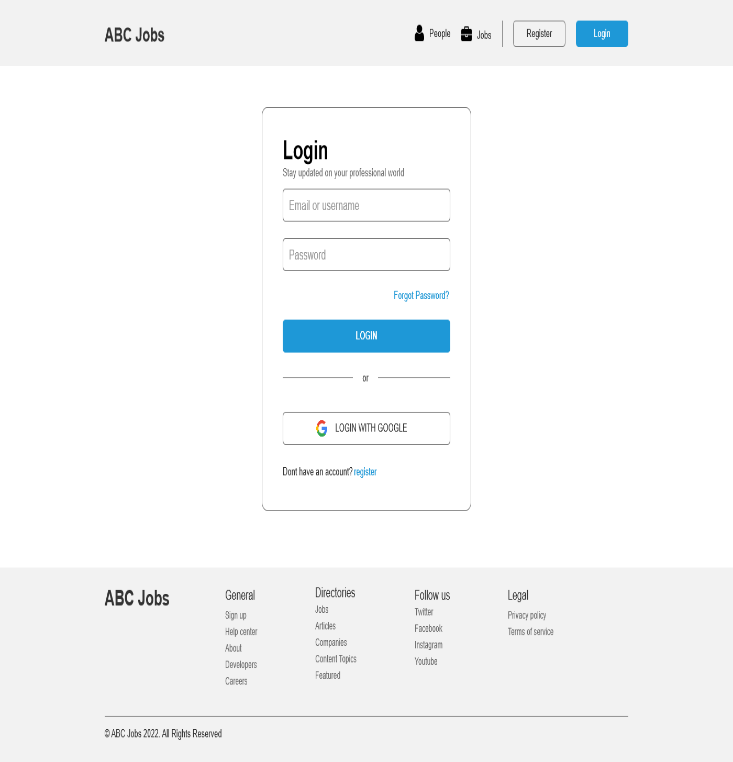 ABC Jobs
People
Jobs
Register
Login
Login
Stay updated on your professional world
Email or username
Password
Forgot Password?
LOGIN
or
LOGIN WITH GOOGLE
Dont have an account? register
ABC Jobs
General
Sign up
Help center
About
Developers
Careers
Directories
Jobs
Articles
Companies
Content Topics
Featured
Follow us
Twitter
Facebook
Instagram
Youtube
Legal
Privacy policy
Terms of service
© ABC Jobs 2022. All Rights Reserved